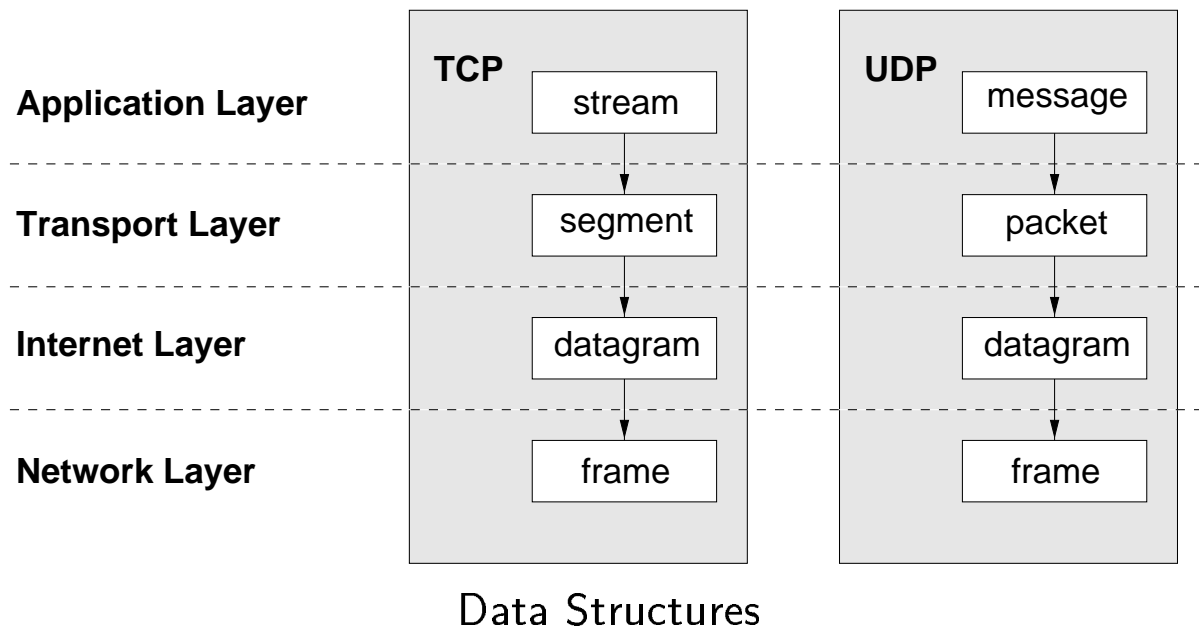 TCP
UDP
Application Layer
stream
message
Transport Layer
segment
packet
Internet Layer
datagram
datagram
Network Layer
frame
frame
Data Structures